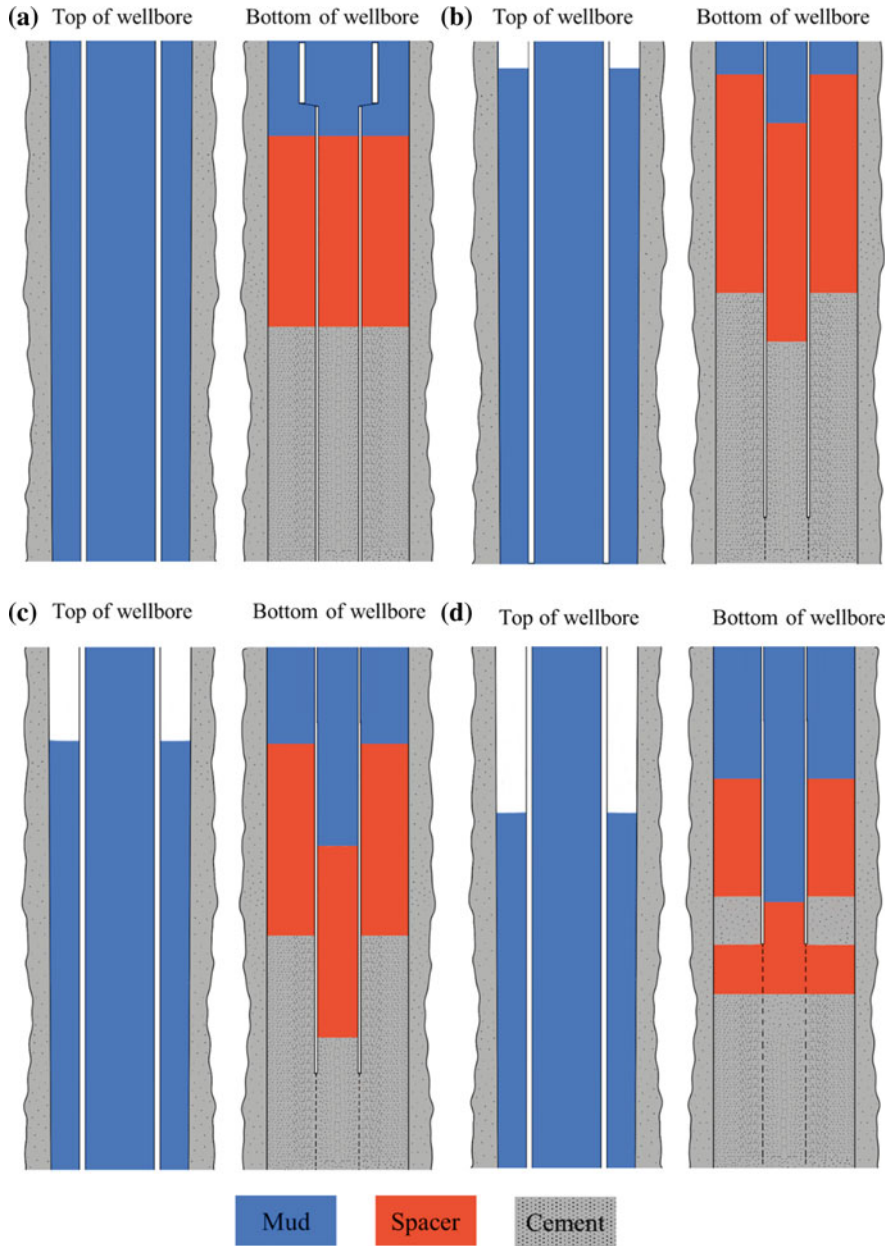 (a) Top of wellbore Bottom of wellbore (b) Top of wellbore Bottom of wellbore
(c) Top of wellbore Bottom of wellbore (d) Top of wellbore Bottom of wellbore
Mud Spacer Cement